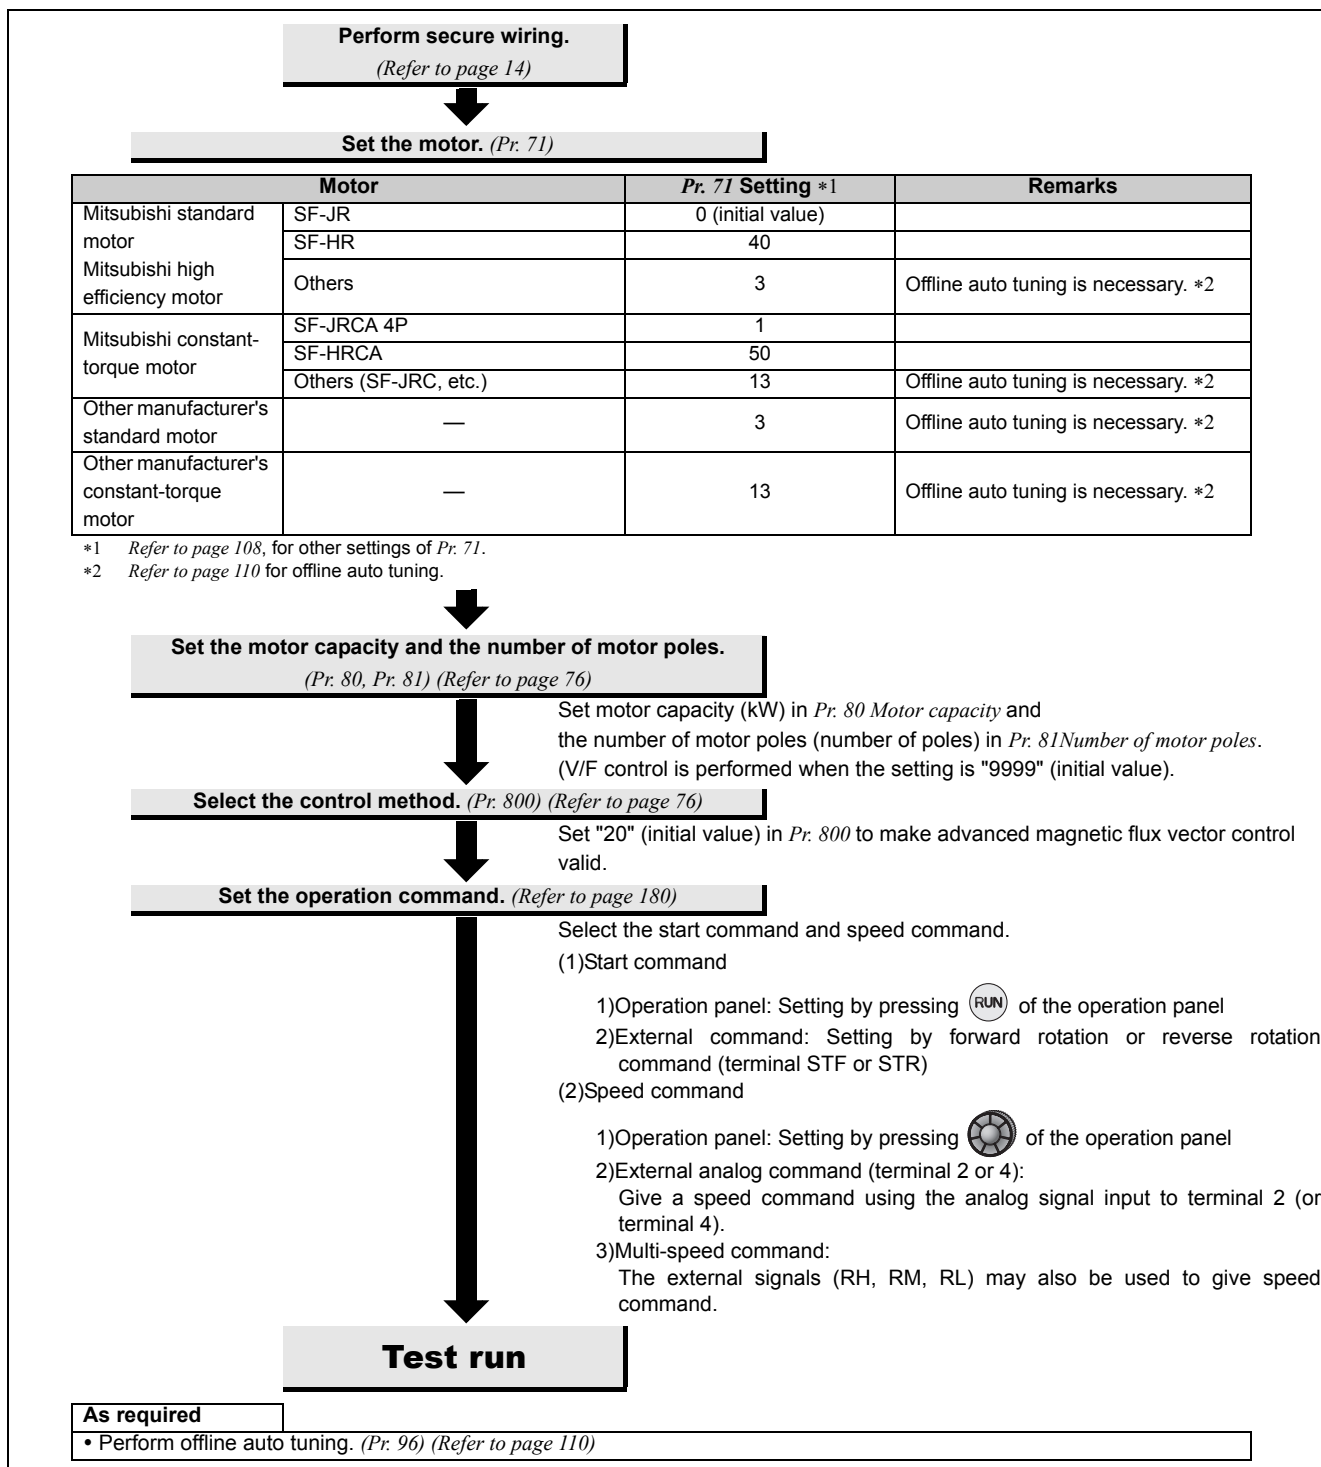 Perform secure wiring.
(Refer to page 14)
Set the motor. (Pr. 71)
Motor Pr. 71 Setting *1 Remarks
Mitsubishi standard motor
Mitsubishi high efficiency motor
SF-JR 0 (initial value)
SF-HR 40
Others 3 Offline auto tuning is necessary. *2
Mitsubishi constant-
torque motor
SF-JRCA 4P 1
SF-HRCA 50
Others (SF-JRC, etc.) 13 Offline auto tuning is necessary. *2
Other manufacturer's
standard motor
— 3 Offline auto tuning is necessary. *2
Other manufacturer's
constant-torque
motor
— 13 Offline auto tuning is necessary. *2
*1 Refer to page 108, for other settings of Pr. 71.
*2 Refer to page 110 for offline auto tuning.
Set the motor capacity and the number of motor poles.
(Pr. 80, Pr. 81) (Refer to page 76)
Set motor capacity (kW) in Pr. 80 Motor capacity and
the number of motor poles (number of poles) in Pr. 81Number of motor poles.
(V/F control is performed when the setting is "9999" (initial value).
Select the control method. (Pr. 800) (Refer to page 76)
Set "20" (initial value) in Pr. 800 to make advanced magnetic flux vector control
valid.
Set the operation command. (Refer to page 180)
Select the start command and speed command.
(1)Start command
1)Operation panel: Setting by pressing RUN of the operation panel
2)External command: Setting by forward rotation or reverse rotation
command (terminal STF or STR)
(2)Speed command
1)Operation panel: Setting by pressing of the operation panel
2)External analog command (terminal 2 or 4):
Give a speed command using the analog signal input to terminal 2 (or
terminal 4).
3)Multi-speed command:
The external signals (RH, RM, RL) may also be used to give speed
command.
Test run
As required
• Perform offline auto tuning. (Pr. 96) (Refer to page 110)